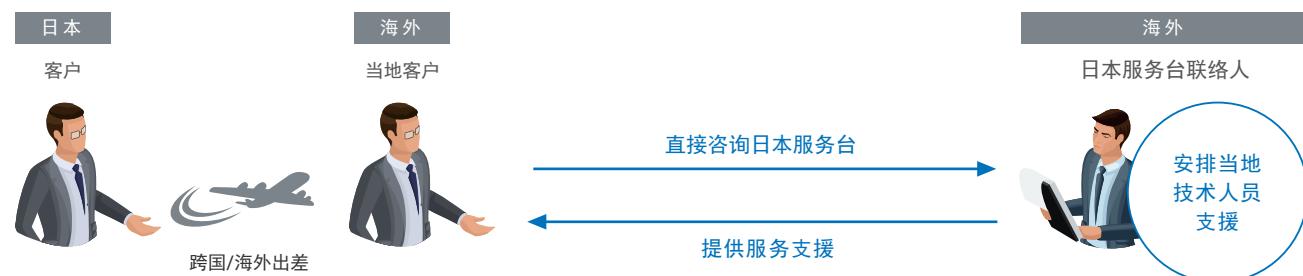 日本
客户
跨国/海外出差
海外
当地客户
直接咨询日本服务台
提供服务支援
海外
日本服务台联络人
安排当地
技术人员
支援